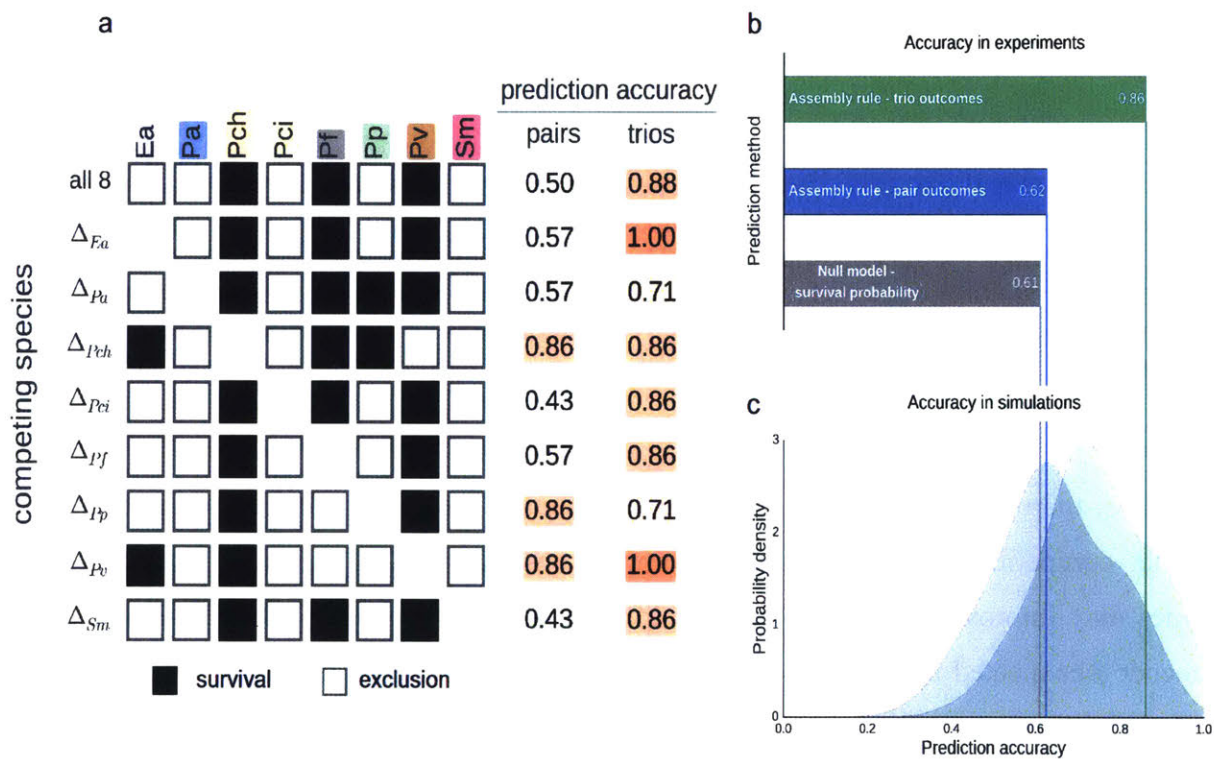 a
prediction accuracy
Ea Pa Pch Pci Pf Pp Pv Sm pairs trios
competing species
all 8 0.50 0.88
Δ_Ea 0.57 1.00
Δ_Pa 0.57 0.71
Δ_Pch 0.86 0.86
Δ_Pci 0.43 0.86
Δ_Pf 0.57 0.86
Δ_Pp 0.86 0.71
Δ_Pv 0.86 1.00
Δ_Sm 0.43 0.86
survival exclusion
b
Accuracy in experiments
Prediction method
Assembly rule - trio outcomes 0.86
Assembly rule - pair outcomes 0.62
Null model -
survival probability 0.61
c
Accuracy in simulations
Probability density
3
2
1
0
0.0 0.2 0.4 0.6 0.8 1.0
Prediction accuracy